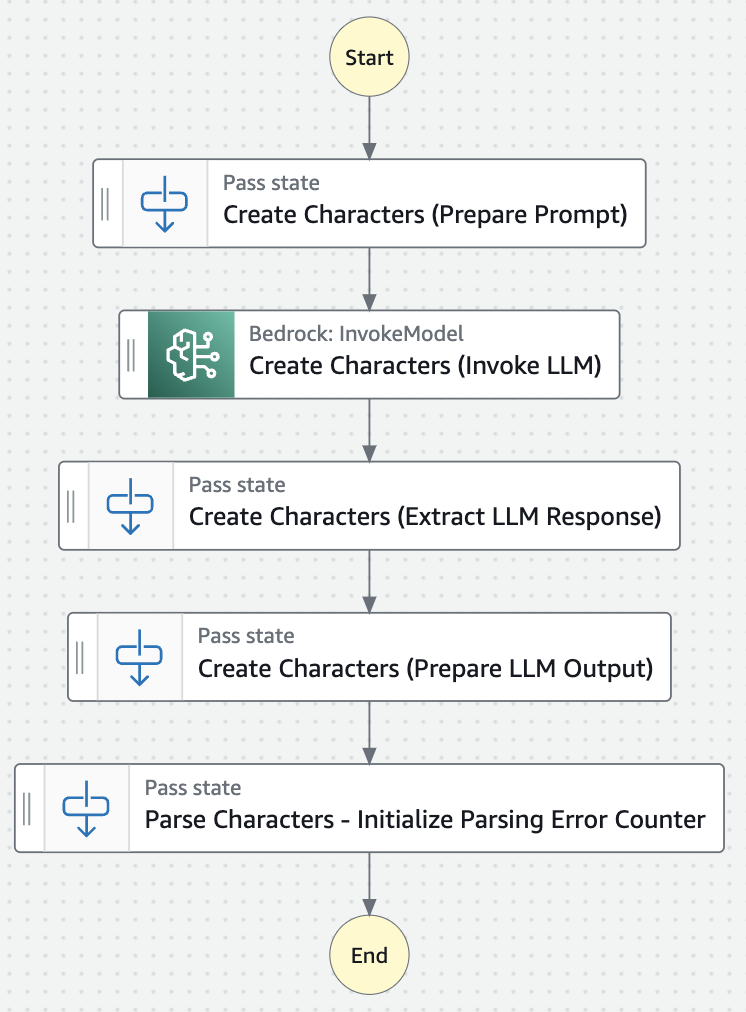 Start
Pass state
Create Characters (Prepare Prompt)
Bedrock: InvokeModel
Create Characters (Invoke LLM)
Pass state
Create Characters (Extract LLM Response)
Pass state
Create Characters (Prepare LLM Output)
Pass state
Parse Characters - Initialize Parsing Error Counter
End